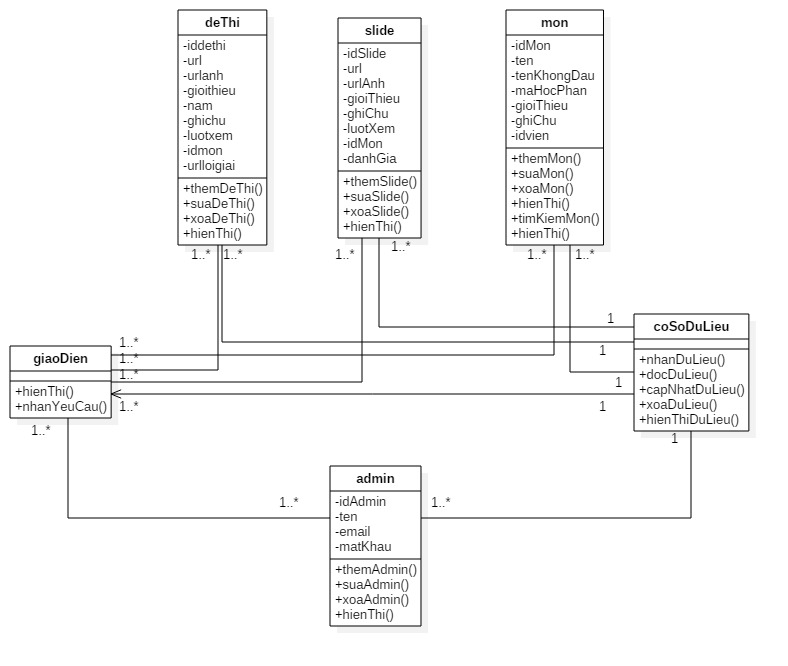 deThi
-iddethi
-url
-urlanh
-gioithieu
-nam
-ghichu
-luotxem
-idmon
-urlloigiai
+themDeThi()
+suaDeThi()
+xoaDeThi()
+hienThi()
slide
-idSlide
-url
-urlAnh
-gioiThieu
-ghiChu
-luotXem
-idMon
-danhGia
+themSlide()
+suaSlide()
+xoaSlide()
+hienThi()
mon
-idMon
-ten
-tenKhongDau
-maHocPhan
-gioiThieu
-ghiChu
-idvien
+themMon()
+suaMon()
+xoaMon()
+hienThi()
+timKiemMon()
+hienThi()
1..*
1..*
1..*
1..*
1..*
1..*
giaoDien
+hienThi()
+nhanYeuCau()
1..*
1..*
1..*
1..*
1..*
1
1
1
1
coSoDuLieu
+nhanDuLieu()
+docDuLieu()
+capNhatDuLieu()
+xoaDuLieu()
+hienThiDuLieu()
1
1..*
1..*
admin
-idAdmin
-ten
-email
-matKhau
+themAdmin()
+suaAdmin()
+xoaAdmin()
+hienThi()